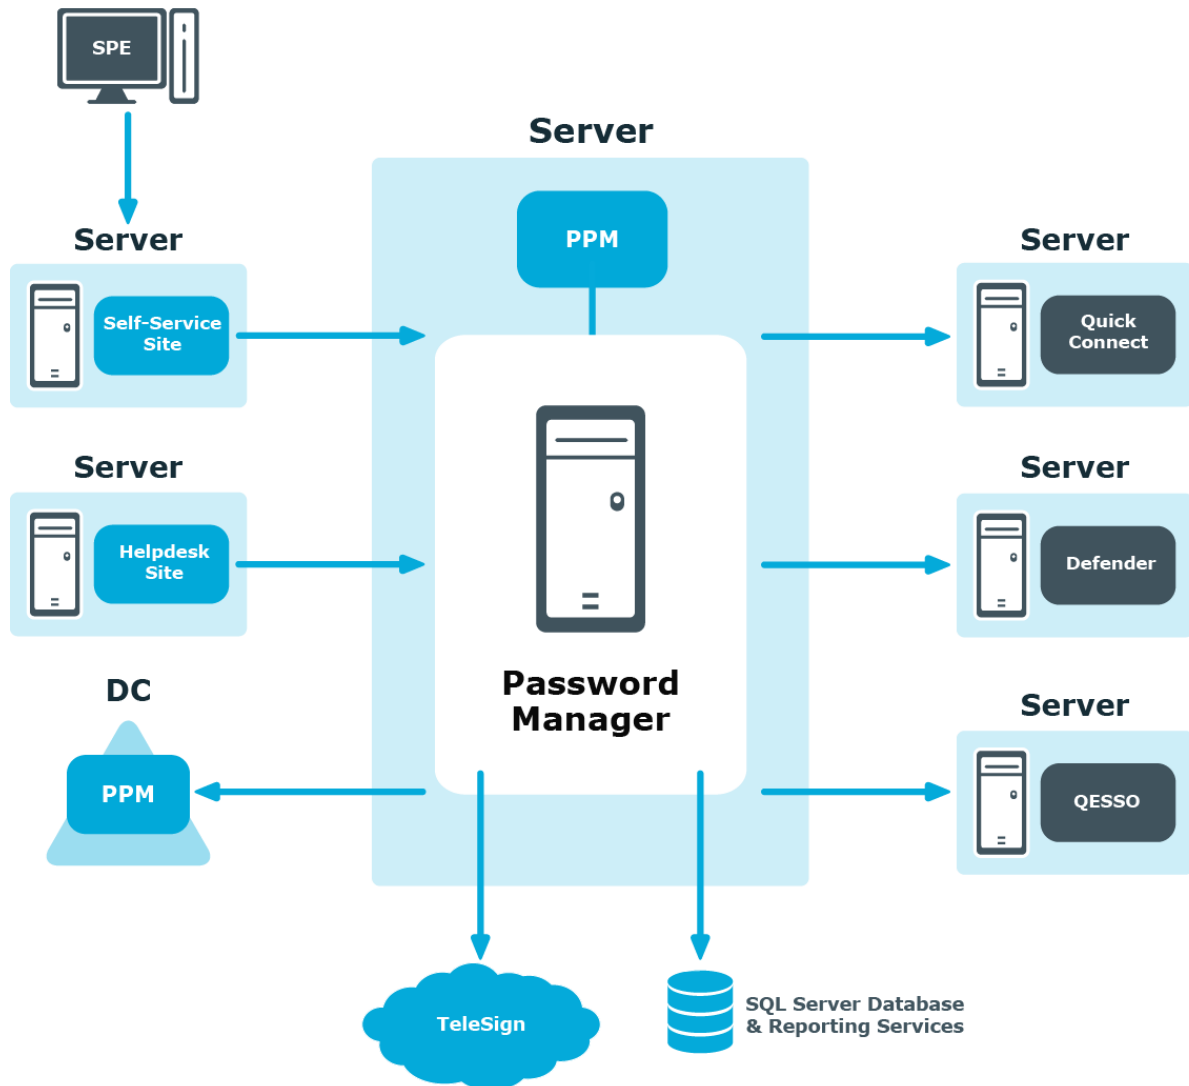 SPE
Server
Server
PPM
Server
Self-Service
Site
Quick
Connect
Server
Helpdesk
Site
Server
Defender
Password
Manager
DC
PPM
Server
QESSO
TeleSign
SQL Server Database
& Reporting Services